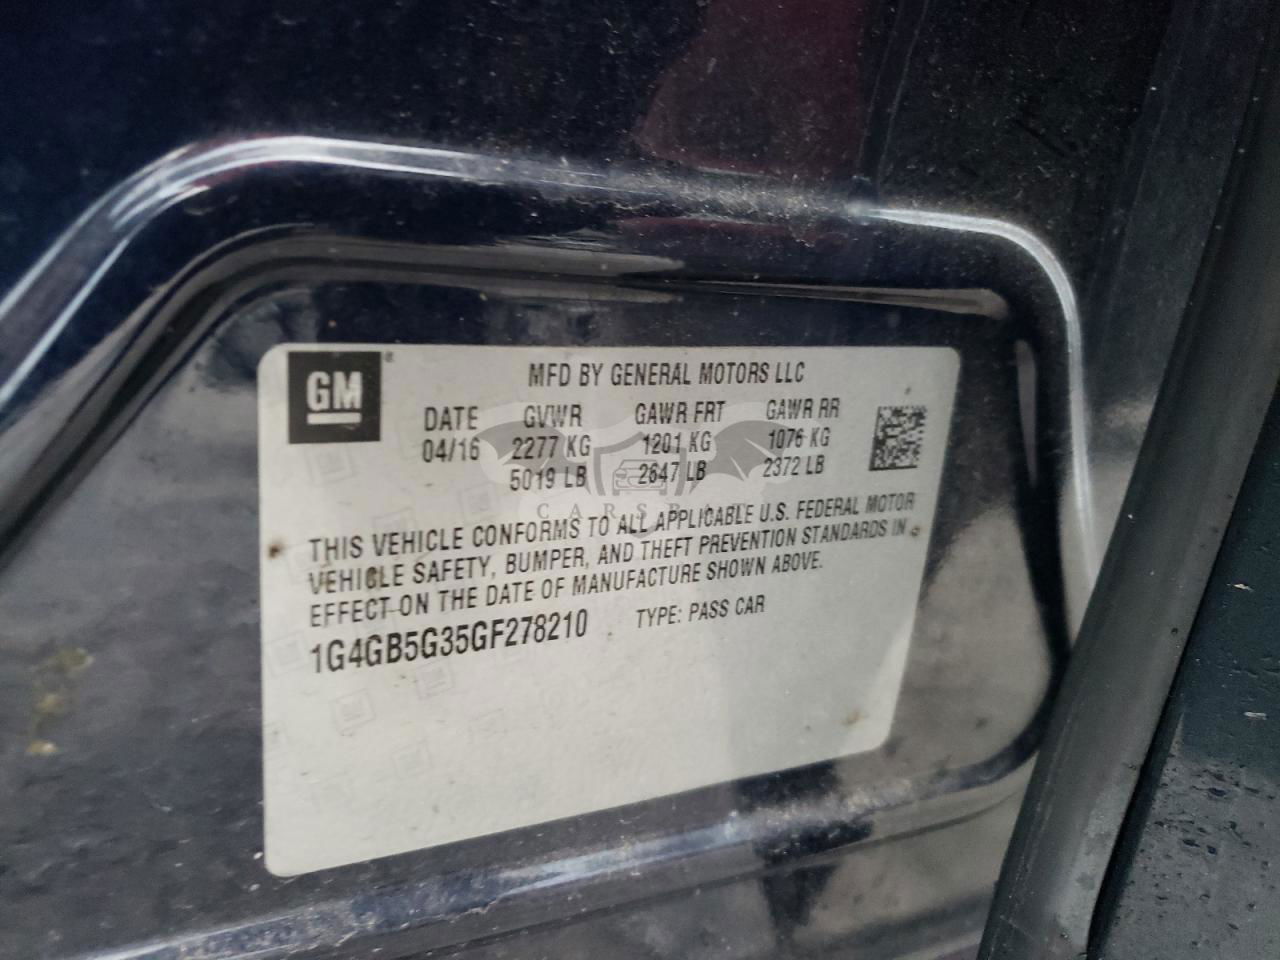 GM
MFD BY GENERAL MOTORS LLC
DATE GVWR GAWR FRT GAWR RR
04/16 2277 KG 1201 KG 1076 KG
5019 LB 2647 LB 2372 LB
THIS VEHICLE CONFORMS TO ALL APPLICABLE U.S. FEDERAL MOTOR
VEHICLE SAFETY, BUMPER, AND THEFT PREVENTION STANDARDS IN
EFFECT ON THE DATE OF MANUFACTURE SHOWN ABOVE.
1G4GB5G35GF278210 TYPE: PASS CAR